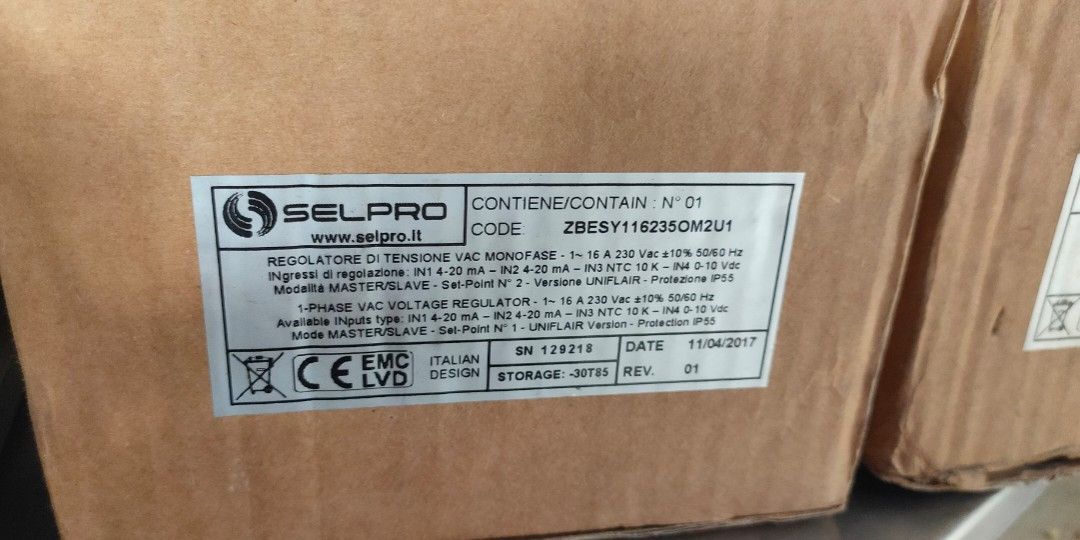 SELPRO
www.selpro.it
CONTIENE/CONTAIN : N° 01
CODE: ZBESY116235OM2U1
REGOLATORE DI TENSIONE VAC MONOFASE - 1~ 16 A 230 Vac ±10% 50/60 Hz
INgressi di regolazione: IN1 4-20 mA – IN2 4-20 mA – IN3 NTC 10 K – IN4 0-10 Vdc
Modalità MASTER/SLAVE - Set-Point N° 2 - Versione UNIFLAIR - Protezione IP55
1-PHASE VAC VOLTAGE REGULATOR - 1~ 16 A 230 Vac ±10% 50/60 Hz
Available INputs type: IN1 4-20 mA – IN2 4-20 mA – IN3 NTC 10 K – IN4 0-10 Vdc
Mode MASTER/SLAVE - Set-Point N° 1 - UNIFLAIR Version - Protection IP55
CE EMC
LVD
ITALIAN
DESIGN
SN 129218
STORAGE: -30T85
DATE 11/04/2017
REV. 01